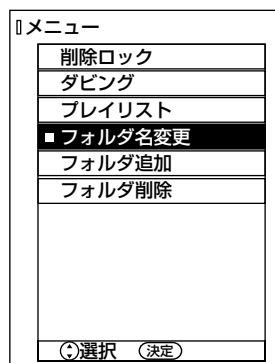 メニュー
削除ロック
ダビング
プレイリスト
フォルダ名変更
フォルダ追加
フォルダ削除
選択 決定